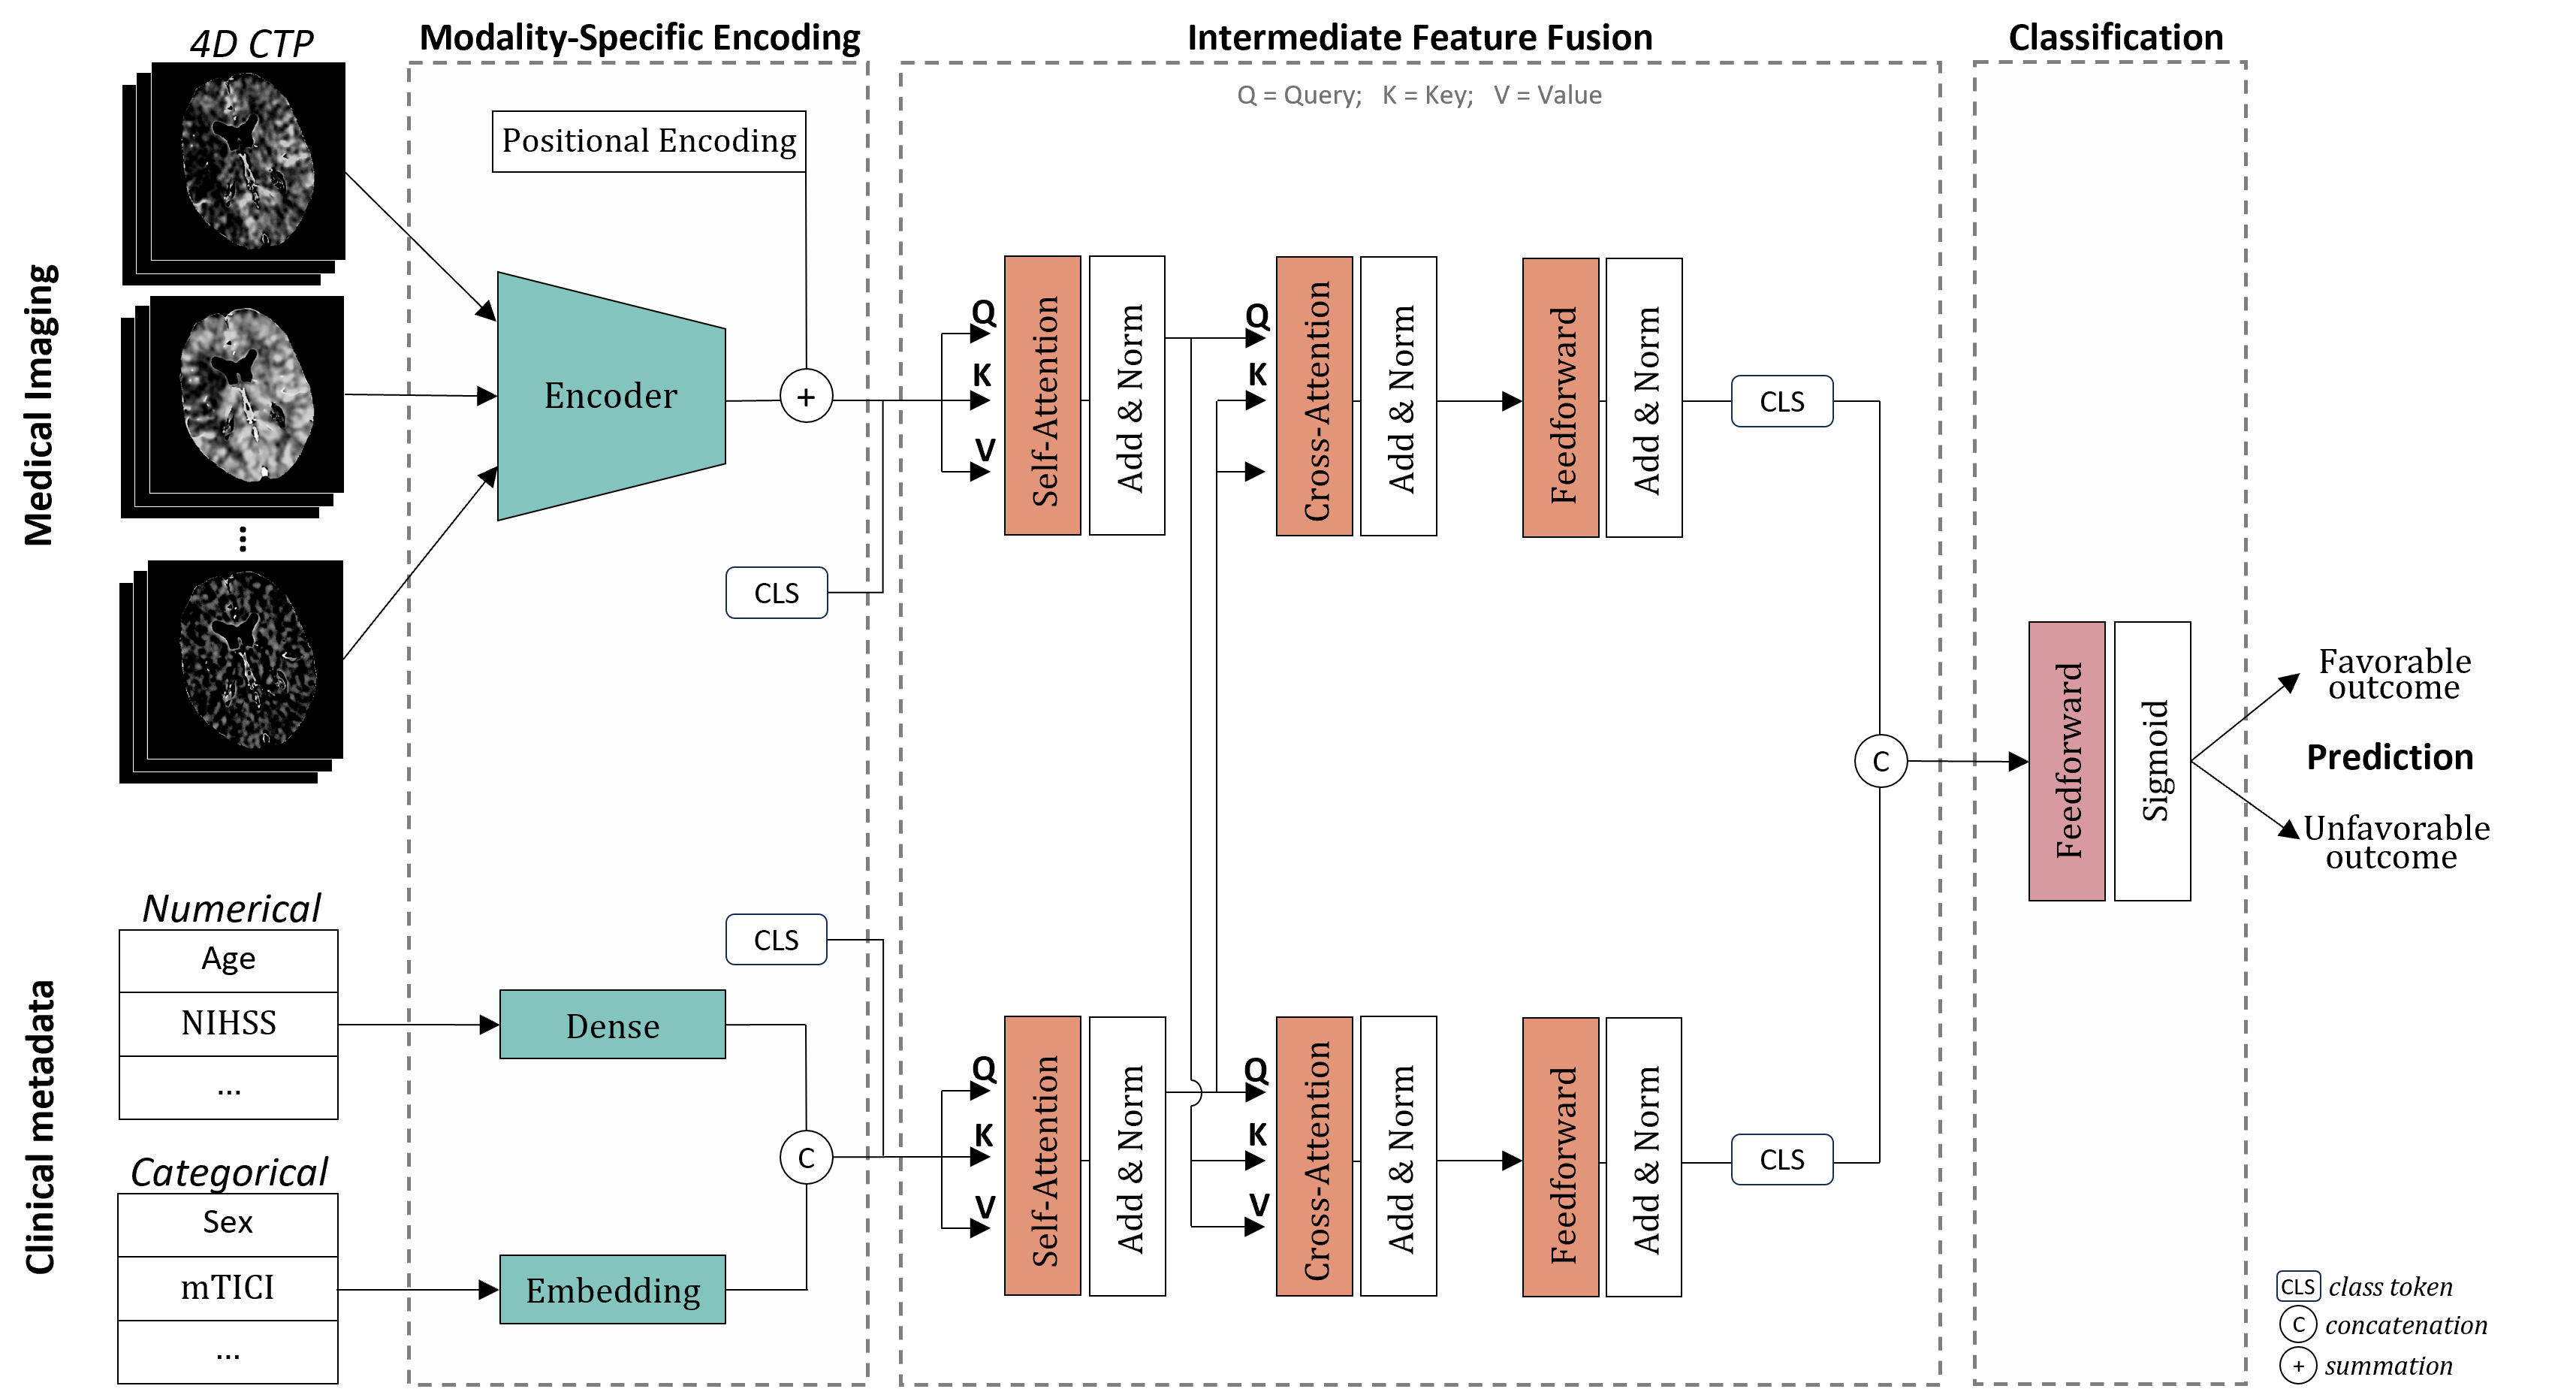 4D CTP
Modality-Specific Encoding
Intermediate Feature Fusion
Classification
Q = Query; K = Key; V = Value
Medical Imaging
...
Positional Encoding
Encoder
+
CLS
Q
K
V
Self-Attention
Add & Norm
Q
K
Cross-Attention
Add & Norm
Feedforward
Add & Norm
CLS
C
Feedforward
Sigmoid
Favorable
outcome
Prediction
Unfavorable
outcome
Clinical metadata
Numerical
Age
NIHSS
...
Categorical
Sex
mTICI
...
CLS
Dense
C
Embedding
Q
K
V
Self-Attention
Add & Norm
Q
K
V
Cross-Attention
Add & Norm
Feedforward
Add & Norm
CLS
CLS class token
C concatenation
+ summation